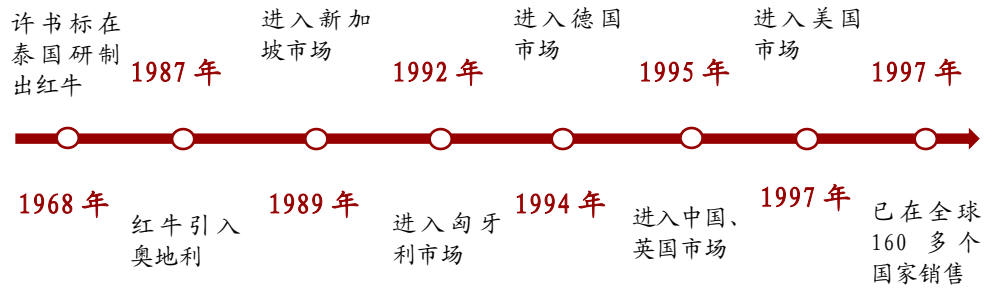 许书标在
泰国研制
出红牛
1968 年
1987 年
红牛引入
奥地利
进入新加
坡市场
1989 年
1992 年
进入匈牙
利市场
进入德国
市场
1994 年
1995 年
进入中国、
英国市场
进入美国
市场
1997 年
1997 年
已在全球
160 多个
国家销售